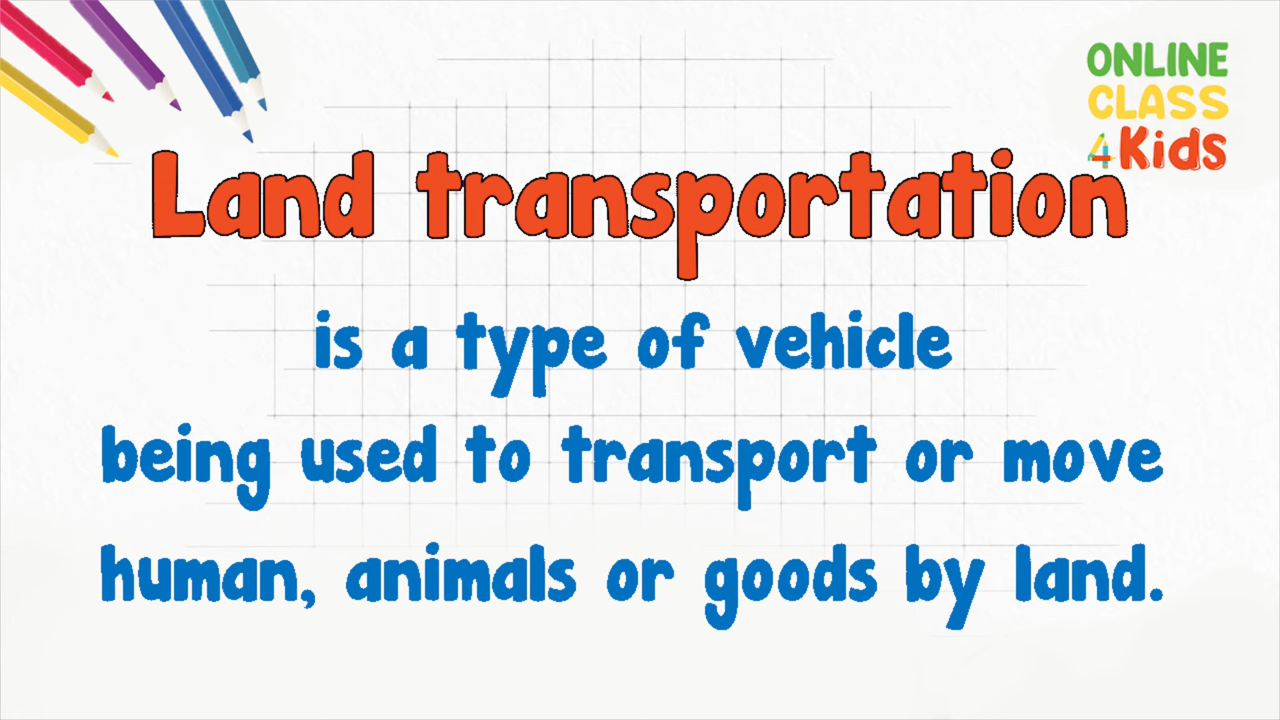 ONLINE
CLASS
4Kids
Land transportation
is a type of vehicle
being used to transport or move
human, animals or goods by land.